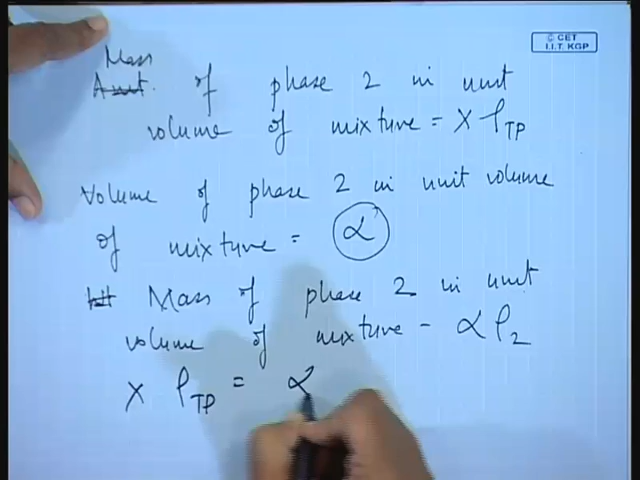 © CET
I.I.T. KGP
Mass
Amt. of phase 2 in unit
volume of mixture = x ρTP
Volume of phase 2 in unit volume
of mixture = α
Mass of phase 2 in unit
volume of mixture - α ρ2
x ρTP = α